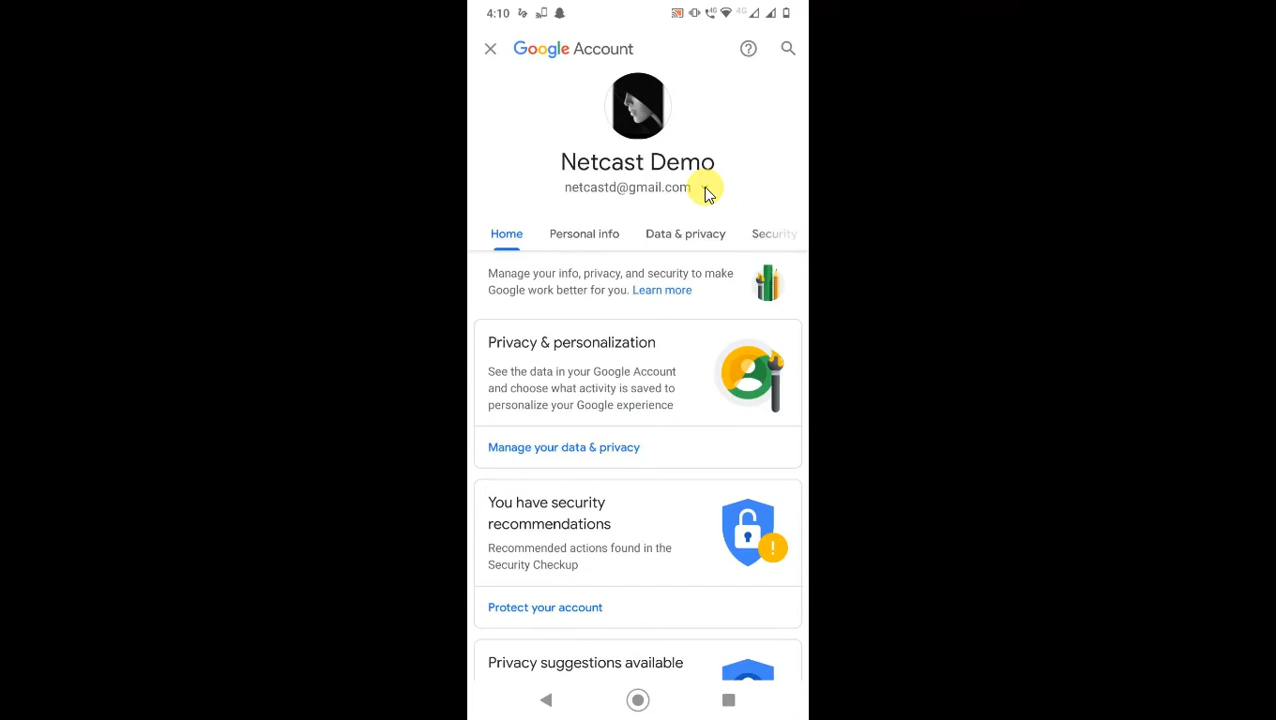 4:10 4G 4G
Google Account
Netcast Demo
netcastd@gmail.com
Home Personal info Data & privacy Security
Manage your info, privacy, and security to make
Google work better for you. Learn more
Privacy & personalization
See the data in your Google Account
and choose what activity is saved to
personalize your Google experience
Manage your data & privacy
You have security
recommendations
Recommended actions found in the
Security Checkup
Protect your account
Privacy suggestions available